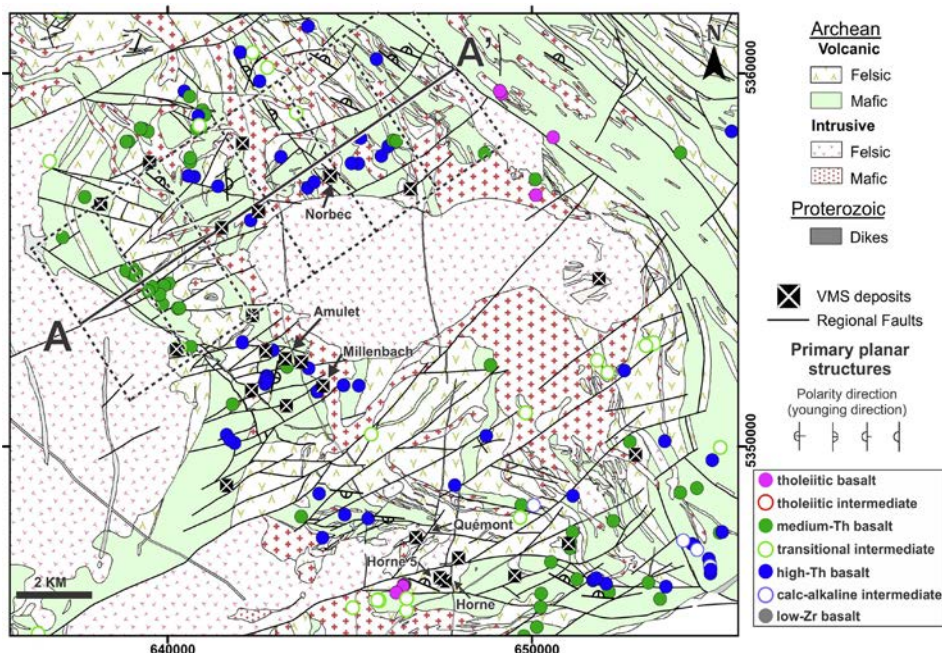 A'
N
A
Norbec
Amulet
Millenbach
Quémont
Horne 5
Horne
2 KM
640000
650000
5360000
5350000
Archean
Volcanic
Felsic
Mafic
Intrusive
Felsic
Mafic
Proterozoic
Dikes
VMS deposits
Regional Faults
Primary planar
structures
Polarity direction
(younging direction)
tholeiitic basalt
tholeiitic intermediate
medium-Th basalt
transitional intermediate
high-Th basalt
calc-alkaline intermediate
low-Zr basalt